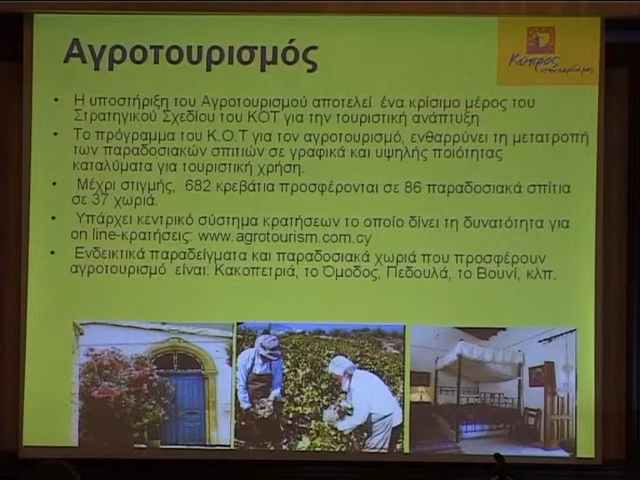 Αγροτουρισμός
Κύπρος
στην καρδιά μας
• Η υποστήριξη του Αγροτουρισμού αποτελεί ένα κρίσιμο μέρος του
Στρατηγικού Σχεδίου του ΚΟΤ για την τουριστική ανάπτυξη
• Το πρόγραμμα του Κ.Ο.Τ για τον αγροτουρισμό, ενθαρρύνει τη μετατροπή
των παραδοσιακών σπιτιών σε γραφικά και υψηλής ποιότητας
καταλύματα για τουριστική χρήση.
• Μέχρι στιγμής, 682 κρεβάτια προσφέρονται σε 86 παραδοσιακά σπίτια
σε 37 χωριά.
• Υπάρχει κεντρικό σύστημα κρατήσεων το οποίο δίνει τη δυνατότητα για
on line-κρατήσεις: www.agrotourism.com.cy
• Ενδεικτικά παραδείγματα και παραδοσιακά χωριά που προσφέρουν
αγροτουρισμό είναι: Κακοπετριά, το Όμοδος, Πεδουλά, το Βουνί, κλπ.